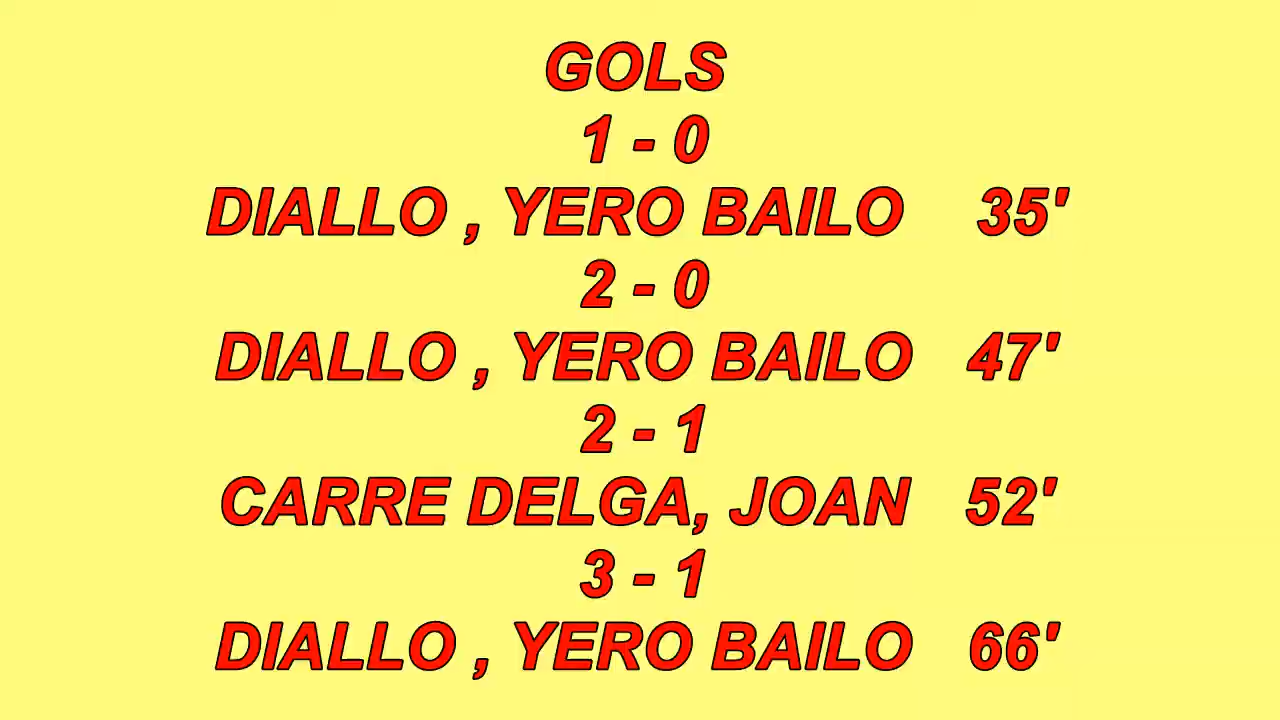 GOLS
1 - 0
DIALLO , YERO BAILO 35'
2 - 0
DIALLO , YERO BAILO 47'
2 - 1
CARRE DELGA, JOAN 52'
3 - 1
DIALLO , YERO BAILO 66'